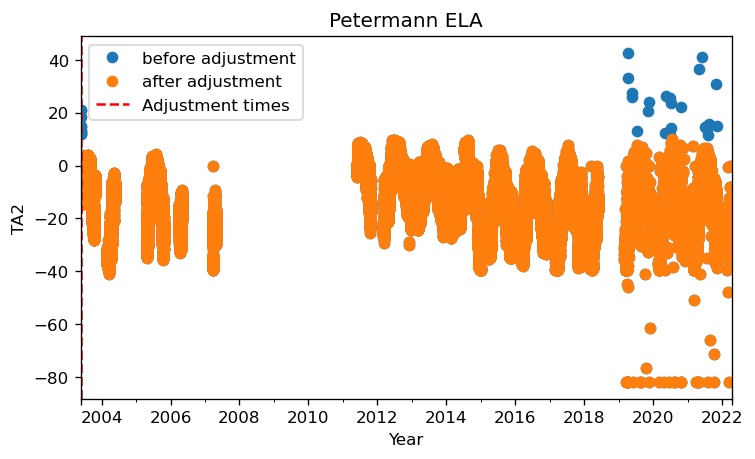 Petermann ELA
before adjustment
after adjustment
Adjustment times
TA2
40
20
0
−20
−40
−60
−80
2004 2006 2008 2010 2012 2014 2016 2018 2020 2022
Year